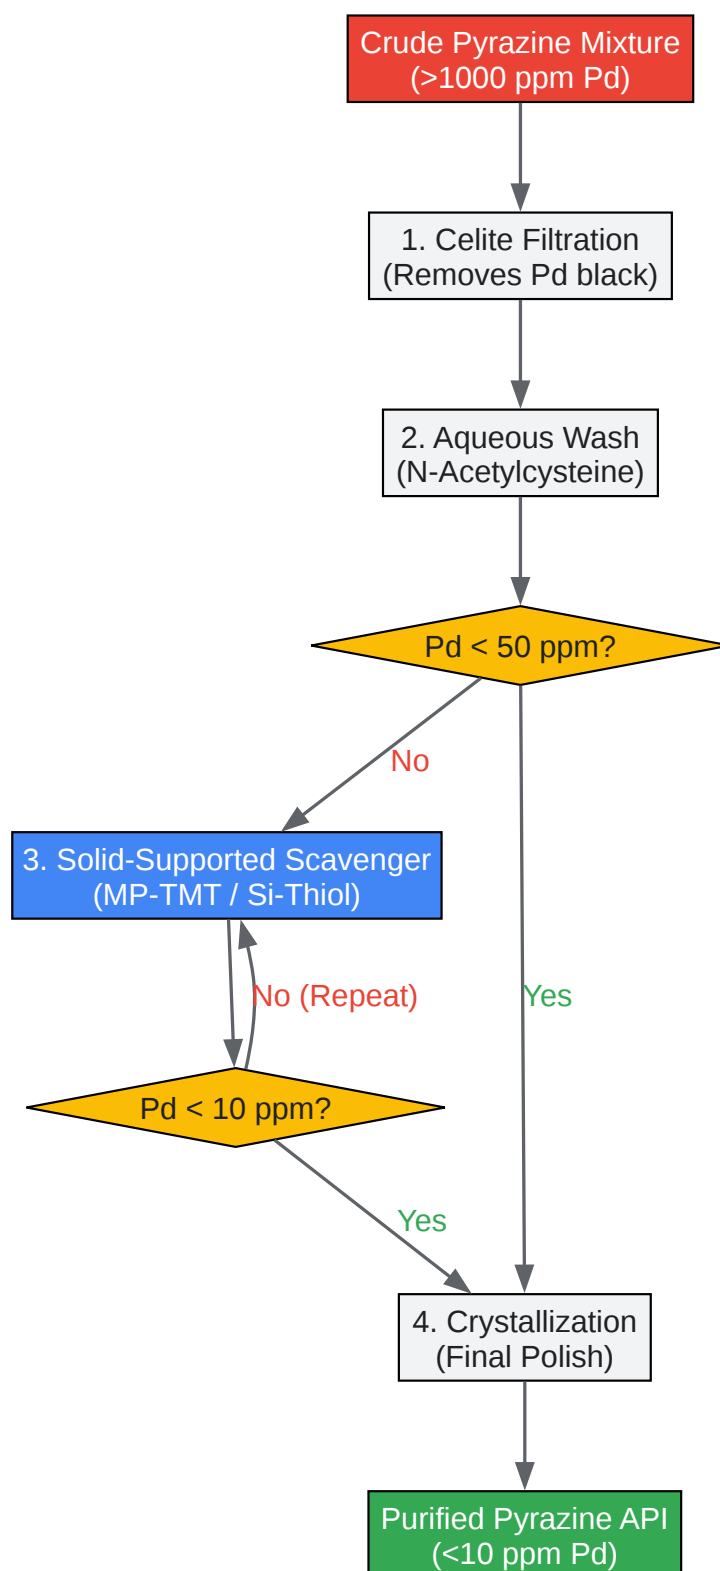 Crude Pyrazine Mixture
(>1000 ppm Pd)
1. Celite Filtration
(Removes Pd black)
2. Aqueous Wash
(N-Acetylcysteine)
Pd < 50 ppm?
No
3. Solid-Supported Scavenger
(MP-TMT / Si-Thiol)
No (Repeat)
Yes
Pd < 10 ppm?
Yes
4. Crystallization
(Final Polish)
Purified Pyrazine API
(<10 ppm Pd)